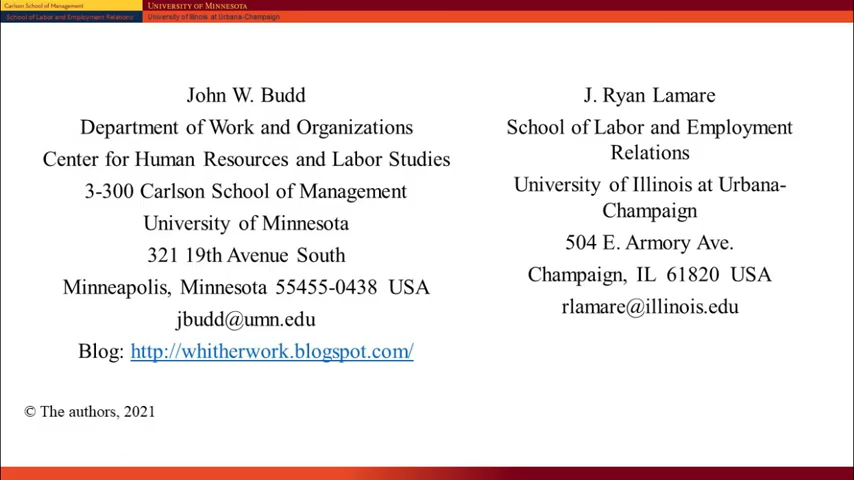 Carlson School of Management
UNIVERSITY OF MINNESOTA
School of Labor and Employment Relations
University of Illinois at Urbana-Champaign
John W. Budd
Department of Work and Organizations
Center for Human Resources and Labor Studies
3-300 Carlson School of Management
University of Minnesota
321 19th Avenue South
Minneapolis, Minnesota 55455-0438 USA
jbudd@umn.edu
Blog: http://whitherwork.blogspot.com/
J. Ryan Lamare
School of Labor and Employment
Relations
University of Illinois at Urbana-
Champaign
504 E. Armory Ave.
Champaign, IL 61820 USA
rlamare@illinois.edu
© The authors, 2021